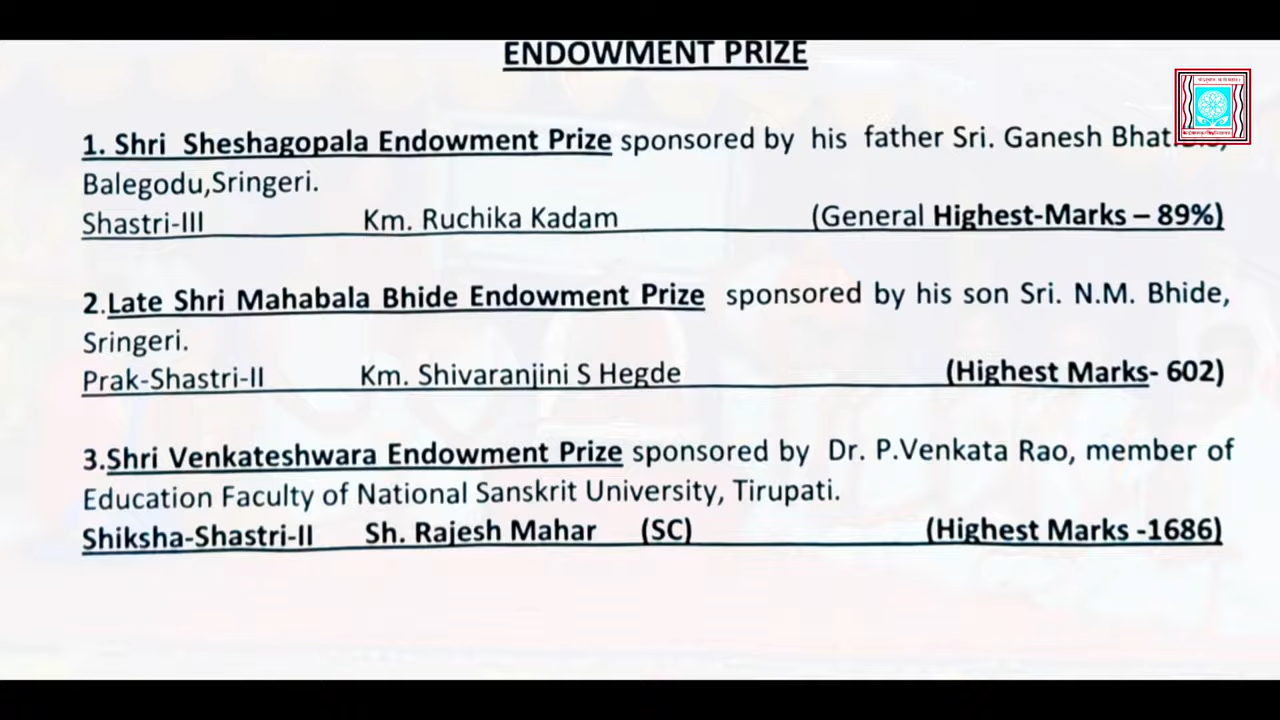 ENDOWMENT PRIZE
1. Shri Sheshagopala Endowment Prize sponsored by his father Sri. Ganesh Bhat
Balegodu,Sringeri.
Shastri-III Km. Ruchika Kadam (General Highest-Marks – 89%)
2.Late Shri Mahabala Bhide Endowment Prize sponsored by his son Sri. N.M. Bhide,
Sringeri.
Prak-Shastri-II Km. Shivaranjini S Hegde (Highest Marks- 602)
3.Shri Venkateshwara Endowment Prize sponsored by Dr. P.Venkata Rao, member of
Education Faculty of National Sanskrit University, Tirupati.
Shiksha-Shastri-II Sh. Rajesh Mahar (SC) (Highest Marks -1686)